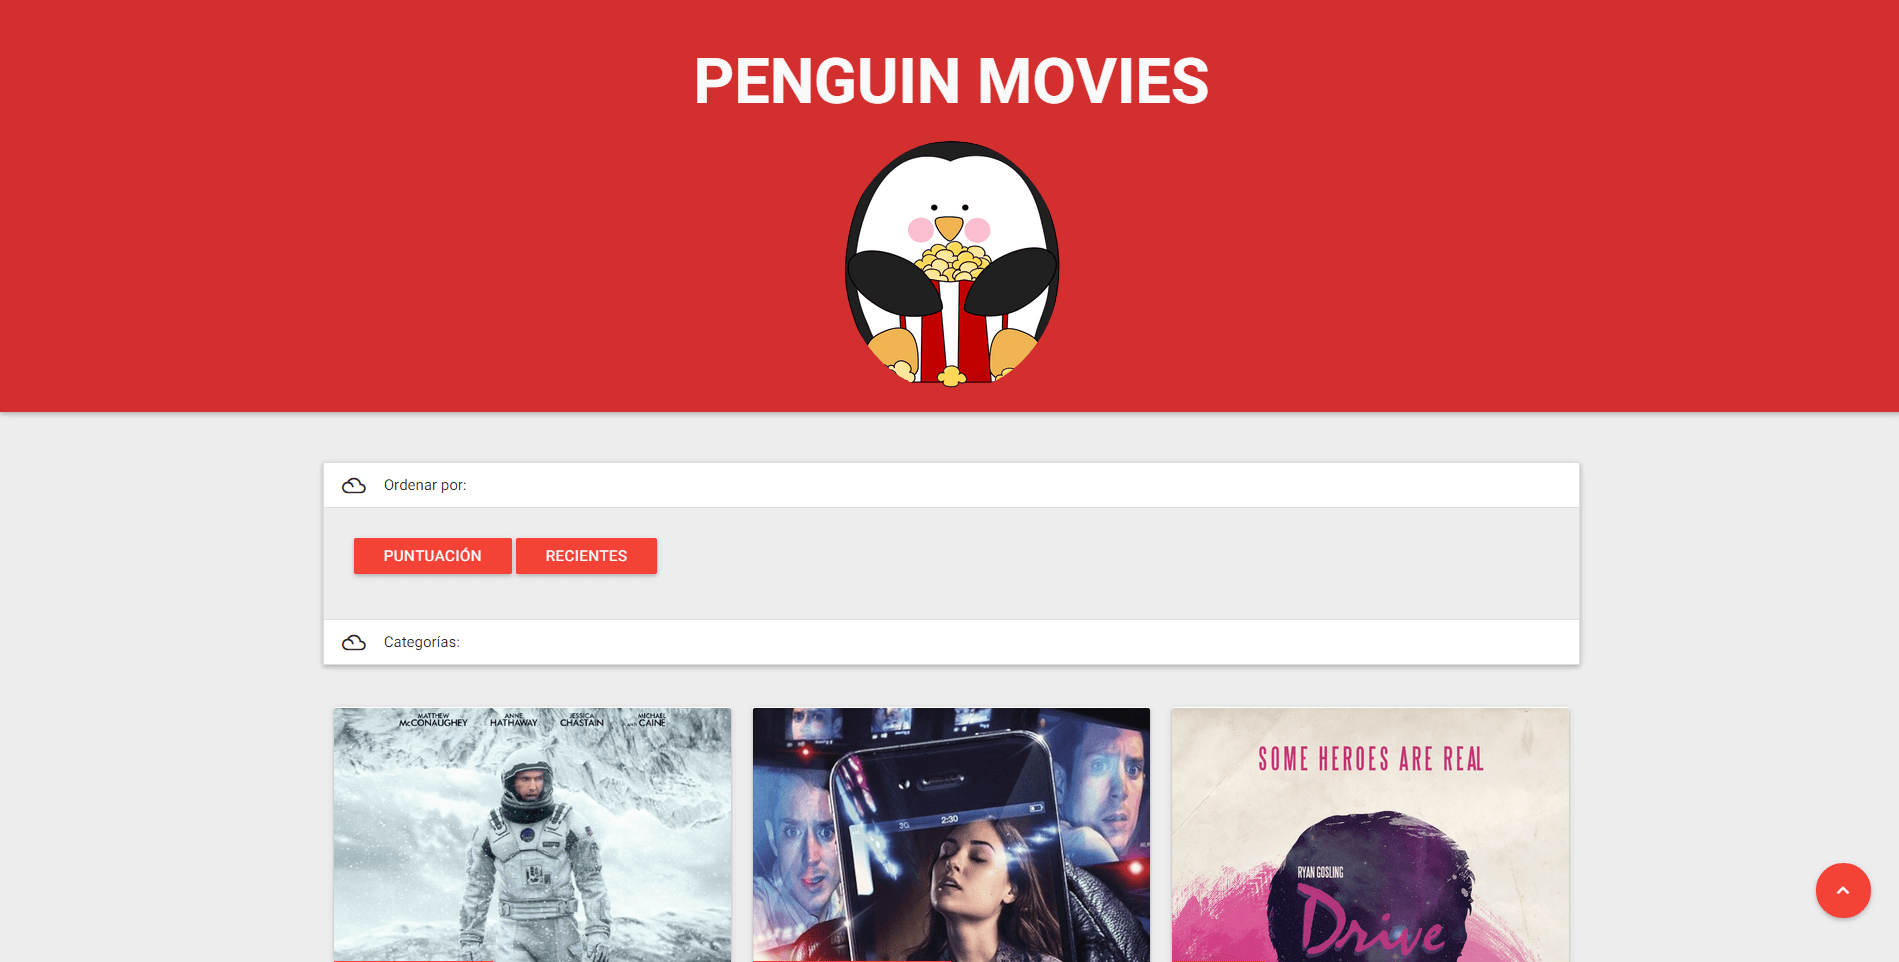 PENGUIN MOVIES
Ordenar por:
PUNTUACIÓN
RECIENTES
Categorías:
MATTHEW McCONAUGHEY
ANNE HATHAWAY
JESSICA CHASTAIN
AND MICHAEL CAINE
3G 2:30
SOME HEROES ARE REAL
RYAN GOSLING
Drive